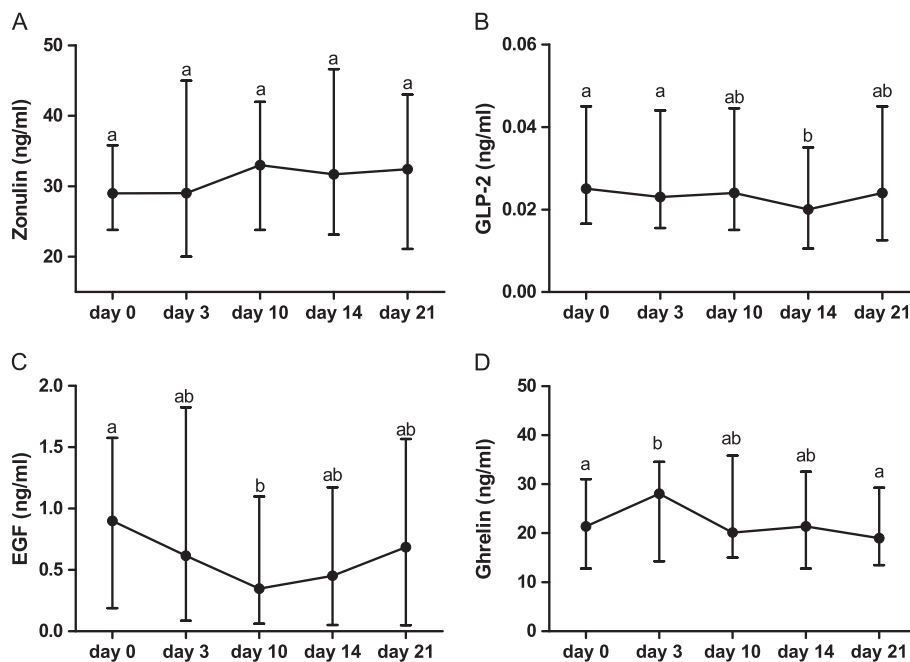 A
Zonulin (ng/ml)
50
40
30
20
a
a
a
a
a
day 0 day 3 day 10 day 14 day 21
B
GLP-2 (ng/ml)
0.06
0.04
0.02
0.00
a
a
ab
b
ab
day 0 day 3 day 10 day 14 day 21
C
EGF (ng/ml)
2.0
1.5
1.0
0.5
0.0
a
ab
b
ab
ab
day 0 day 3 day 10 day 14 day 21
D
Ghrelin (ng/ml)
50
40
30
20
10
0
a
b
ab
ab
a
day 0 day 3 day 10 day 14 day 21